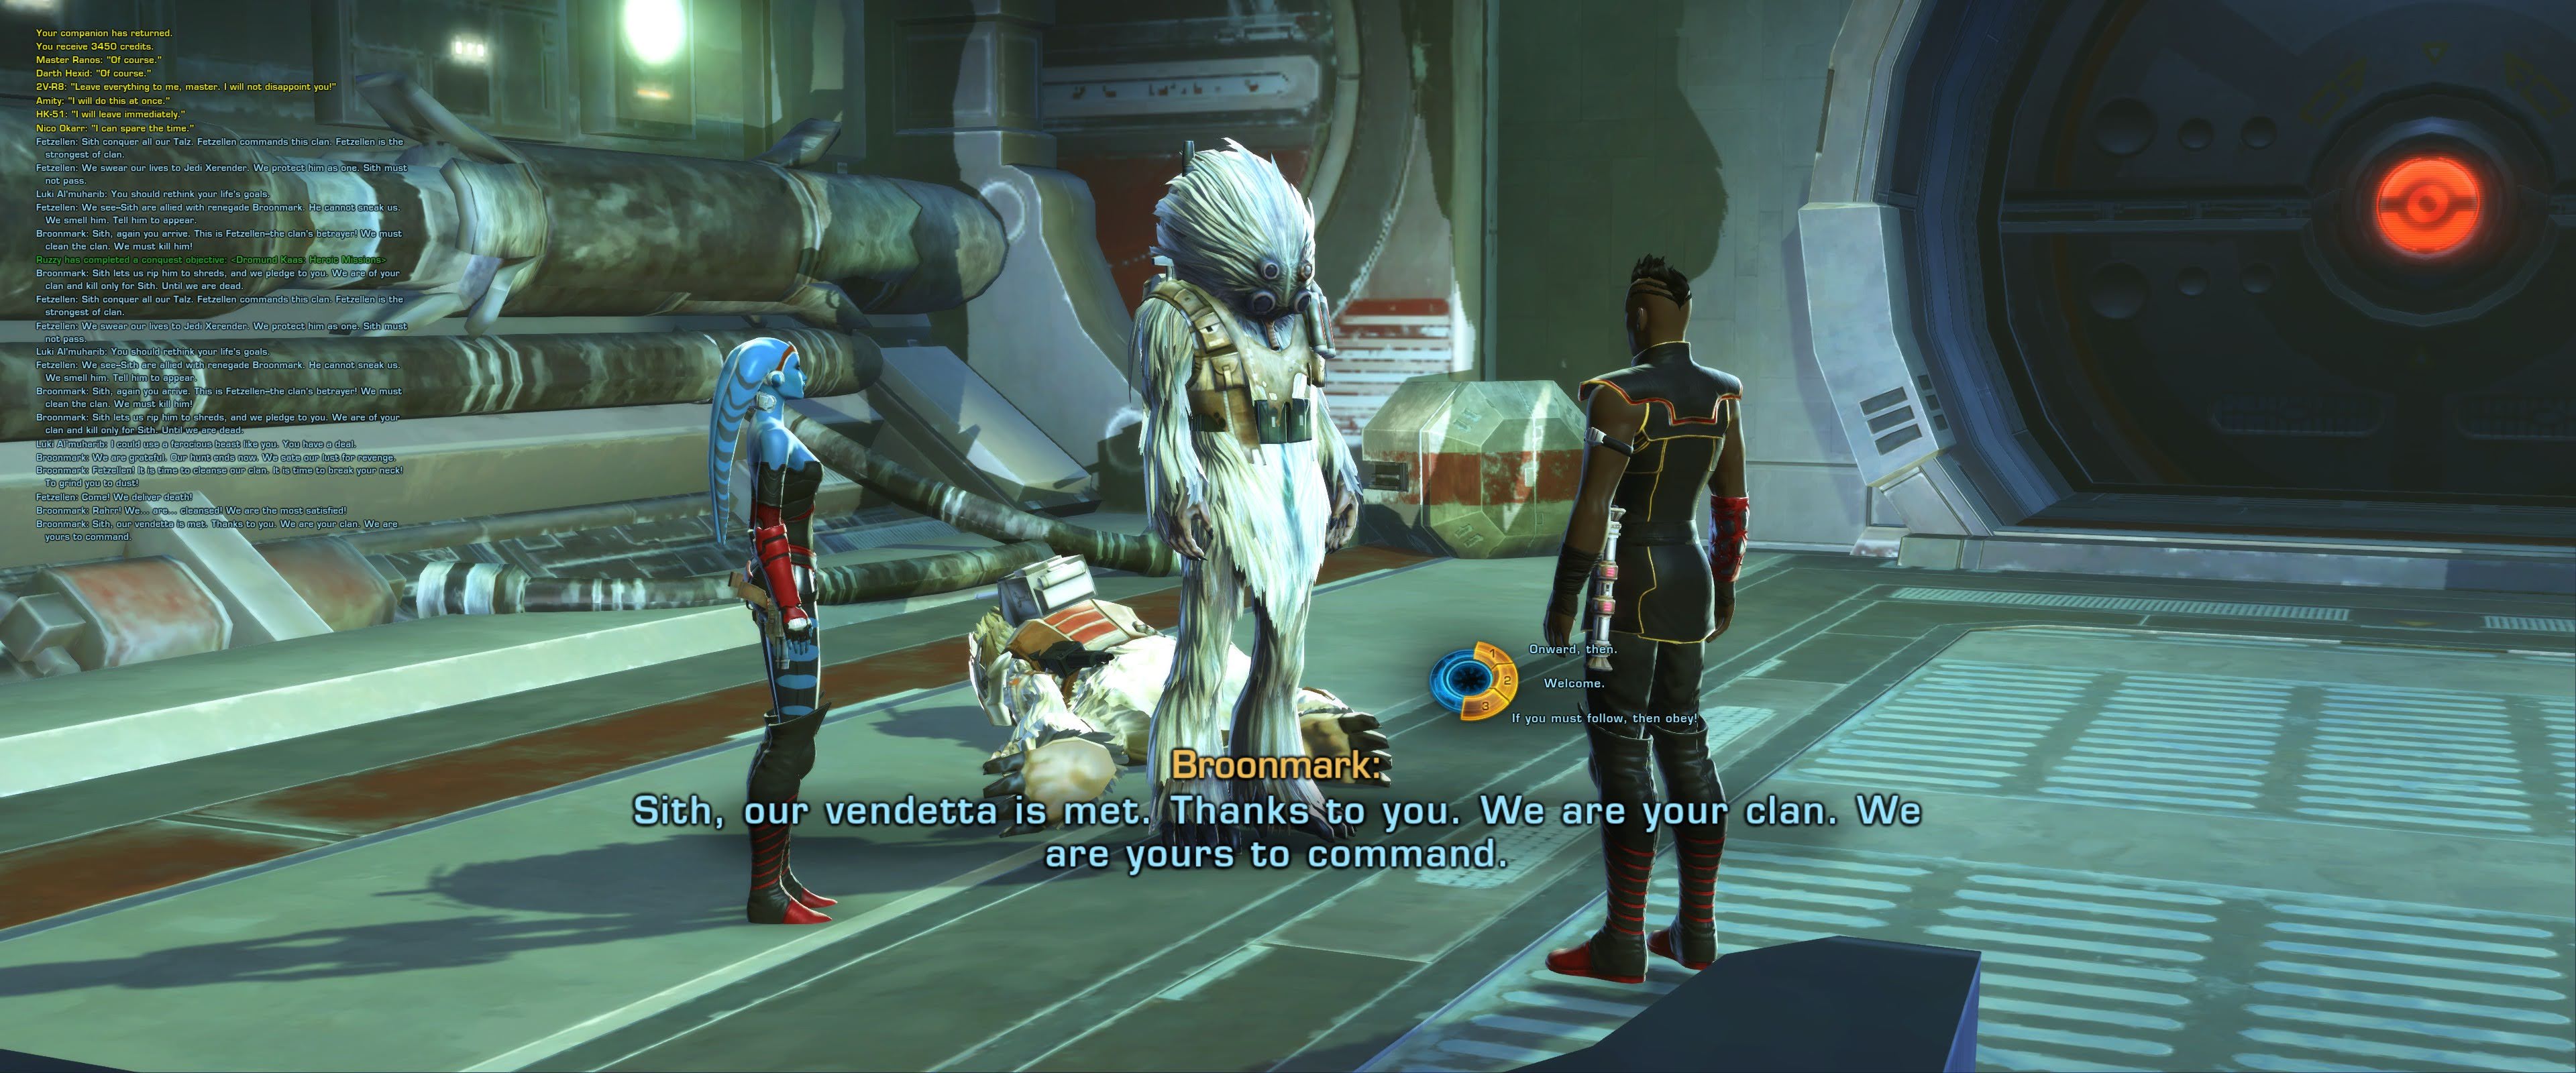 Your companion has returned.
You receive 3450 credits.
Master Ranos: "Of course."
Darth Hexid: "Of course."
2V-R8: "Leave everything to me, master. I will not disappoint you!"
Amity: "I will do this at once."
HK-51: "I will leave immediately."
Nico Okarr: "I can spare the time."
Fetzellen: Sith conquer all our Talz. Fetzellen commands this clan. Fetzellen is the
strongest of clan.
Fetzellen: We swear our lives to Jedi Xerender. We protect him as one. Sith must
not pass.
Luki Al'muharib: You should rethink your life's goals.
Fetzellen: We see–Sith are allied with renegade Broonmark. He cannot sneak us.
We smell him. Tell him to appear.
Broonmark: Sith, again you arrive. This is Fetzellen–the clan's betrayer! We must
clean the clan. We must kill him!
Ruzzy has completed a conquest objective: <Dromund Kaas: Heroic Missions>
Broonmark: Sith lets us rip him to shreds, and we pledge to you. We are of your
clan and kill only for Sith. Until we are dead.
Fetzellen: Sith conquer all our Talz. Fetzellen commands this clan. Fetzellen is the
strongest of clan.
Fetzellen: We swear our lives to Jedi Xerender. We protect him as one. Sith must
not pass.
Luki Al'muharib: You should rethink your life's goals.
Fetzellen: We see–Sith are allied with renegade Broonmark. He cannot sneak us.
We smell him. Tell him to appear.
Broonmark: Sith, again you arrive. This is Fetzellen–the clan's betrayer! We must
clean the clan. We must kill him!
Broonmark: Sith lets us rip him to shreds, and we pledge to you. We are of your
clan and kill only for Sith. Until we are dead.
Luki Al'muharib: I could use a ferocious beast like you. You have a deal.
Broonmark: We are grateful. Our hunt ends now. We sate our lust for revenge.
Broonmark: Fetzellen! It is time to cleanse our clan. It is time to break your neck!
To grind you to dust!
Fetzellen: Come! We deliver death!
Broonmark: Rahrr! We... are... cleansed! We are the most satisfied!
Broonmark: Sith, our vendetta is met. Thanks to you. We are your clan. We are
yours to command.
1 Onward, then.
2 Welcome.
3 If you must follow, then obey!
Broonmark:
Sith, our vendetta is met. Thanks to you. We are your clan. We
are yours to command.